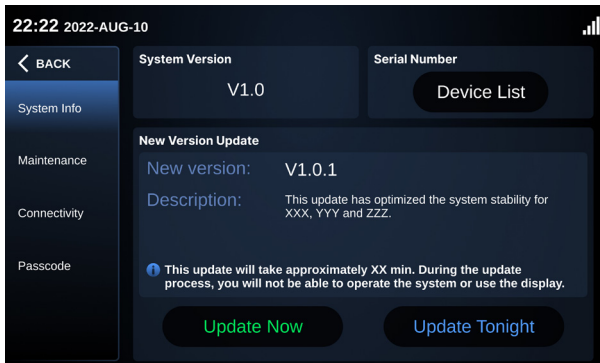 22:22 2022-AUG-10
BACK
System Info
Maintenance
Connectivity
Passcode
System Version
V1.0
Serial Number
Device List
New Version Update
New version: V1.0.1
Description: This update has optimized the system stability for
XXX, YYY and ZZZ.
This update will take approximately XX min. During the update
process, you will not be able to operate the system or use the display.
Update Now
Update Tonight